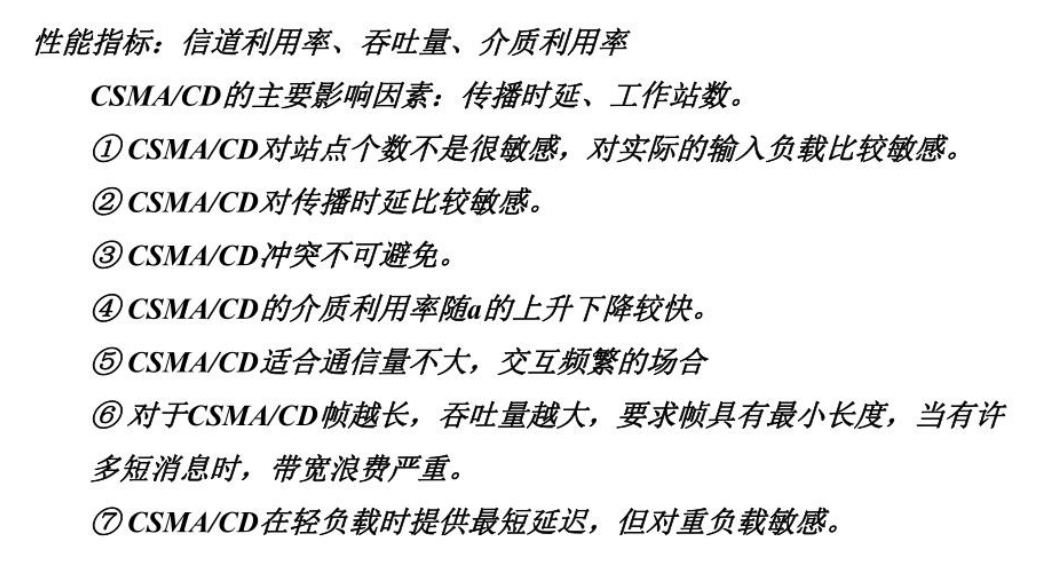 性能指标：信道利用率、吞吐量、介质利用率
CSMA/CD的主要影响因素：传播时延、工作站数。
① CSMA/CD对站点个数不是很敏感，对实际的输入负载比较敏感。
② CSMA/CD对传播时延比较敏感。
③ CSMA/CD冲突不可避免。
④ CSMA/CD的介质利用率随a的上升下降较快。
⑤ CSMA/CD适合通信量不大，交互频繁的场合
⑥ 对于CSMA/CD帧越长，吞吐量越大，要求帧具有最小长度，当有许
多短消息时，带宽浪费严重。
⑦ CSMA/CD在轻负载时提供最短延迟，但对重负载敏感。